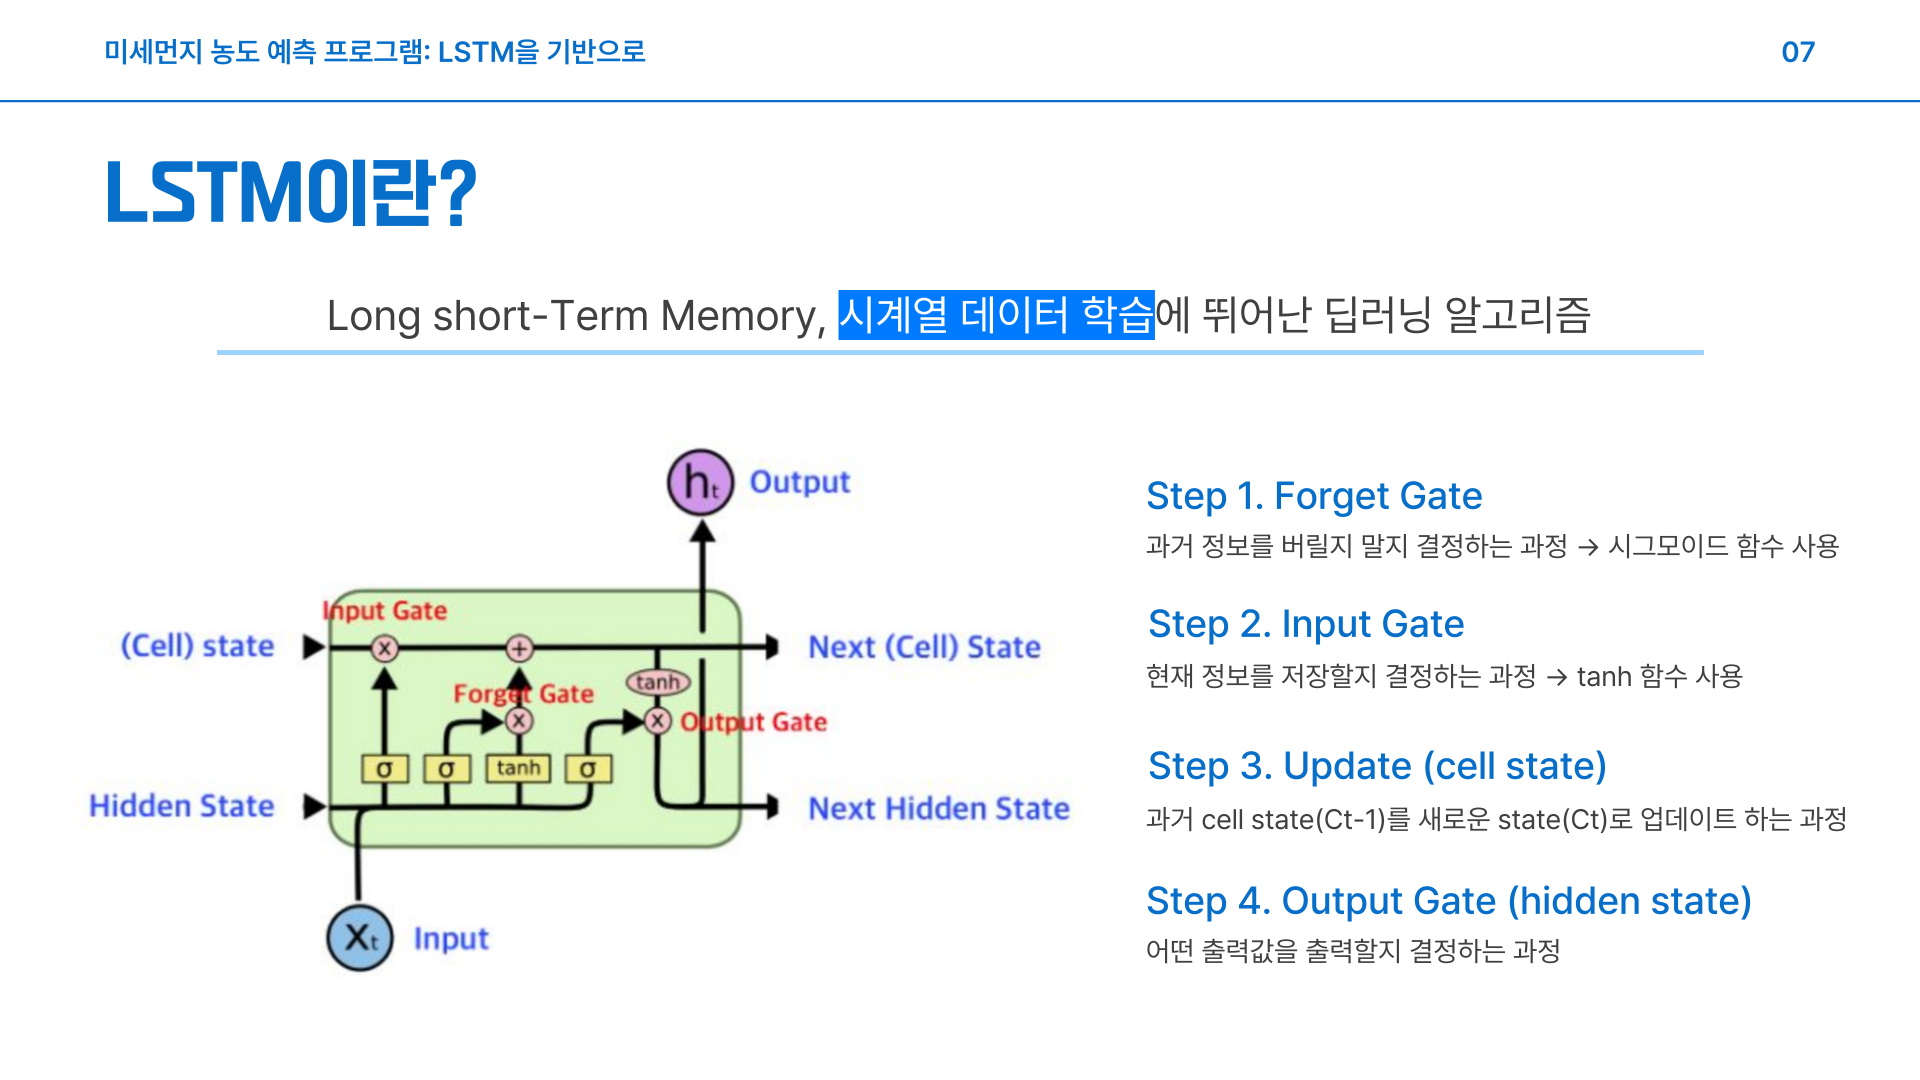 미세먼지 농도 예측 프로그램: LSTM을 기반으로
07
LSTM이란?
Long short-Term Memory, 시계열 데이터 학습에 뛰어난 딥러닝 알고리즘
ht Output
Input Gate
(Cell) state
x
+
Next (Cell) State
tanh
Forget Gate
x
x
Output Gate
σ
σ
tanh
σ
Hidden State
Next Hidden State
Xt Input
Step 1. Forget Gate
과거 정보를 버릴지 말지 결정하는 과정 → 시그모이드 함수 사용
Step 2. Input Gate
현재 정보를 저장할지 결정하는 과정 → tanh 함수 사용
Step 3. Update (cell state)
과거 cell state(Ct-1)를 새로운 state(Ct)로 업데이트 하는 과정
Step 4. Output Gate (hidden state)
어떤 출력값을 출력할지 결정하는 과정